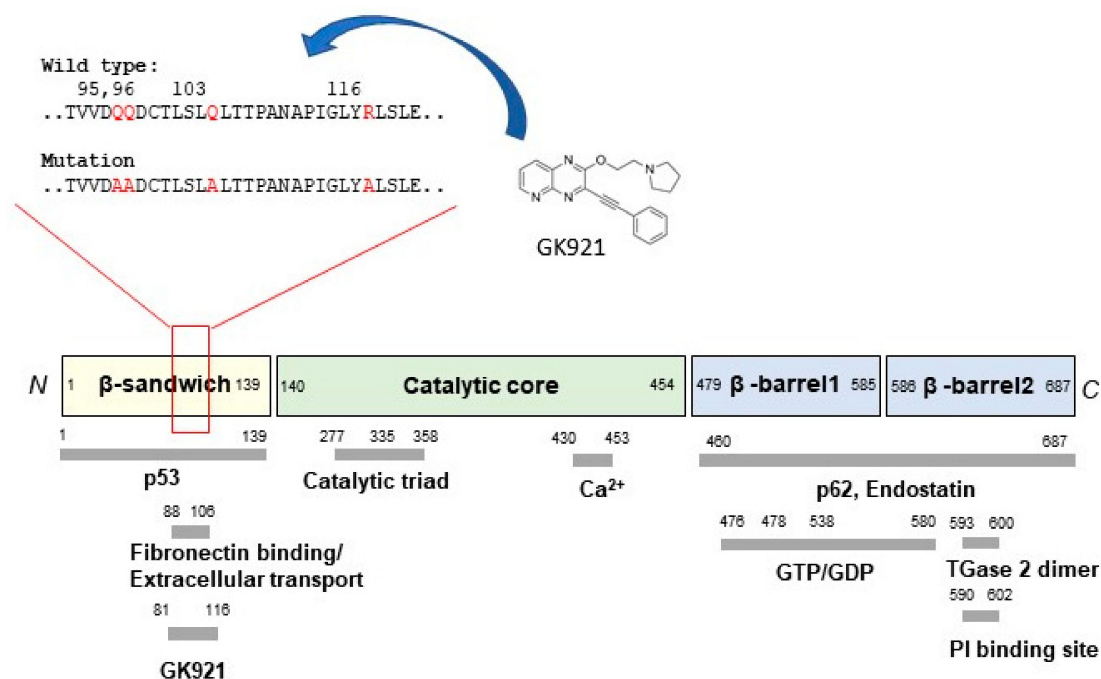 Wild type:
95,96 103 116
..TVVDQQDCTLSLQLTTPANAPIGLYRLSLE..
Mutation
..TVVDAADCTLSLALTTPANAPIGLYALSLE..
N
O
N
N
N
GK921
N 1 β-sandwich 139 140 Catalytic core 454 479 β -barrel1 585 586 β -barrel2 687 C
1 139 277 335 358 430 453 460 687
p53 Catalytic triad Ca²⁺ p62, Endostatin
88 106 476 478 538 580 593 600
Fibronectin binding/
Extracellular transport
GTP/GDP TGase 2 dimer
81 116 590 602
GK921 PI binding site